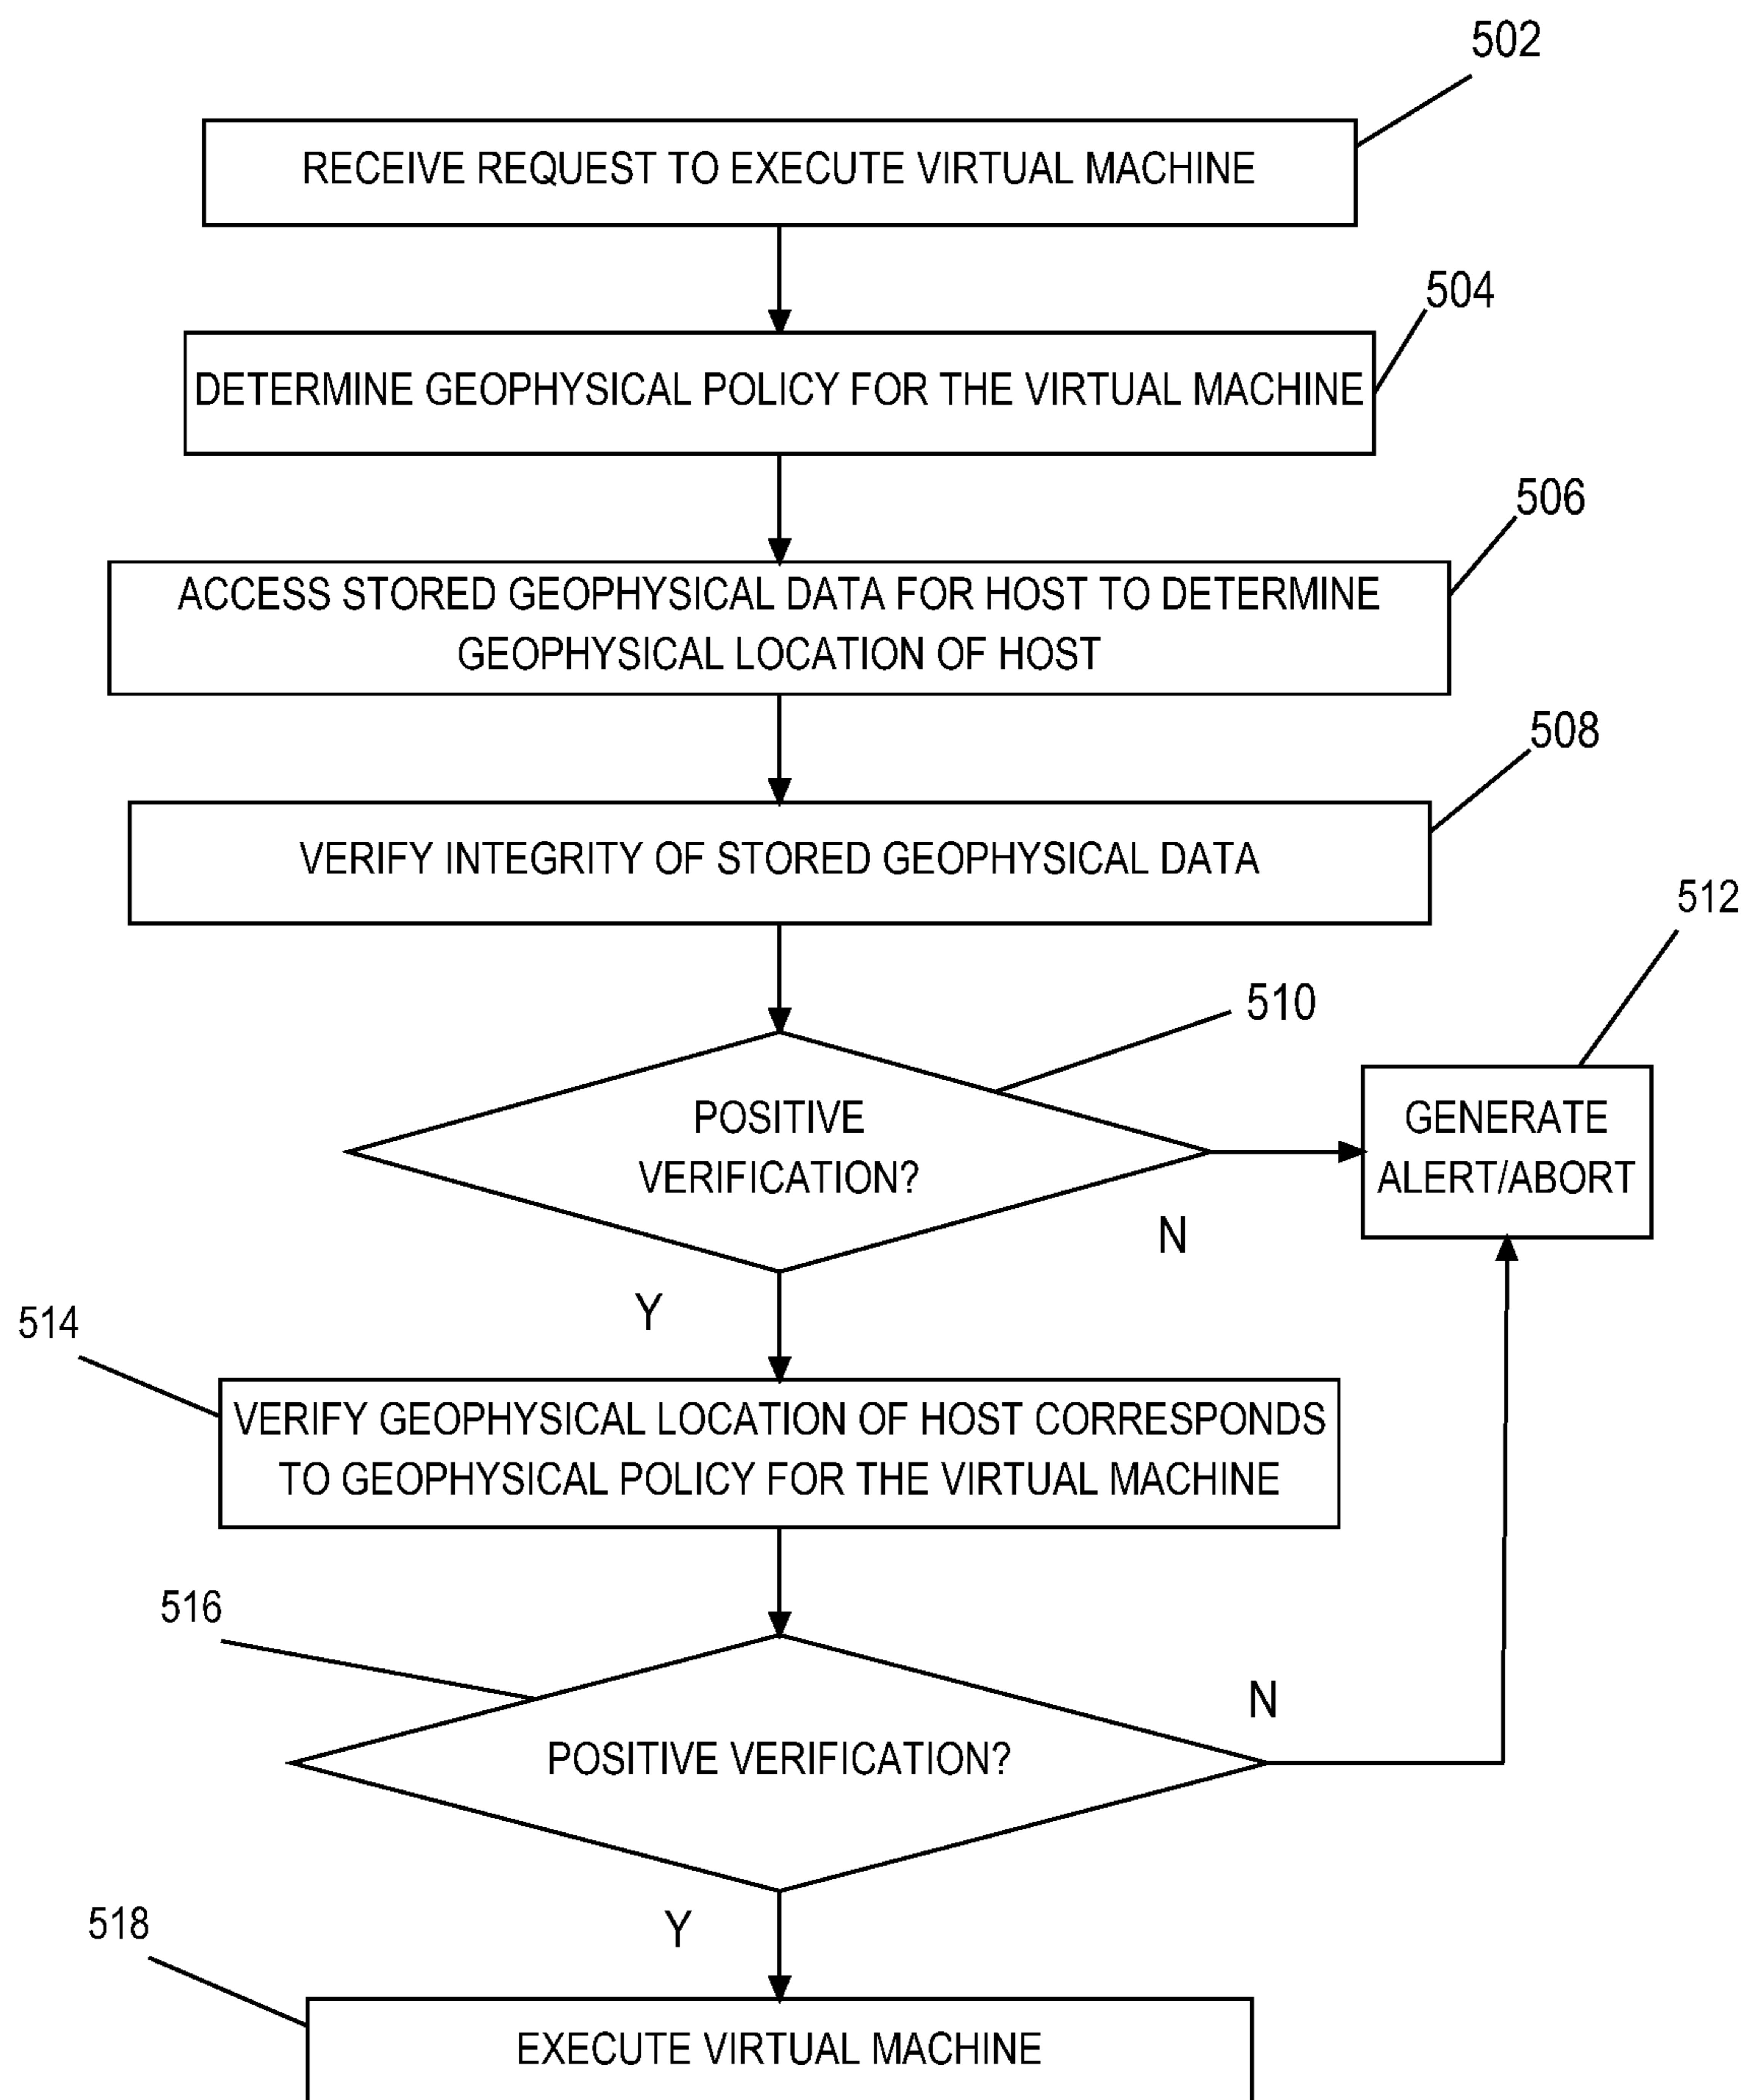 502
RECEIVE REQUEST TO EXECUTE VIRTUAL MACHINE
504
DETERMINE GEOPHYSICAL POLICY FOR THE VIRTUAL MACHINE
506
ACCESS STORED GEOPHYSICAL DATA FOR HOST TO DETERMINE
GEOPHYSICAL LOCATION OF HOST
508
VERIFY INTEGRITY OF STORED GEOPHYSICAL DATA
512
510
POSITIVE
VERIFICATION?
GENERATE
ALERT/ABORT
N
Y
514
VERIFY GEOPHYSICAL LOCATION OF HOST CORRESPONDS
TO GEOPHYSICAL POLICY FOR THE VIRTUAL MACHINE
516
N
POSITIVE VERIFICATION?
Y
518
EXECUTE VIRTUAL MACHINE